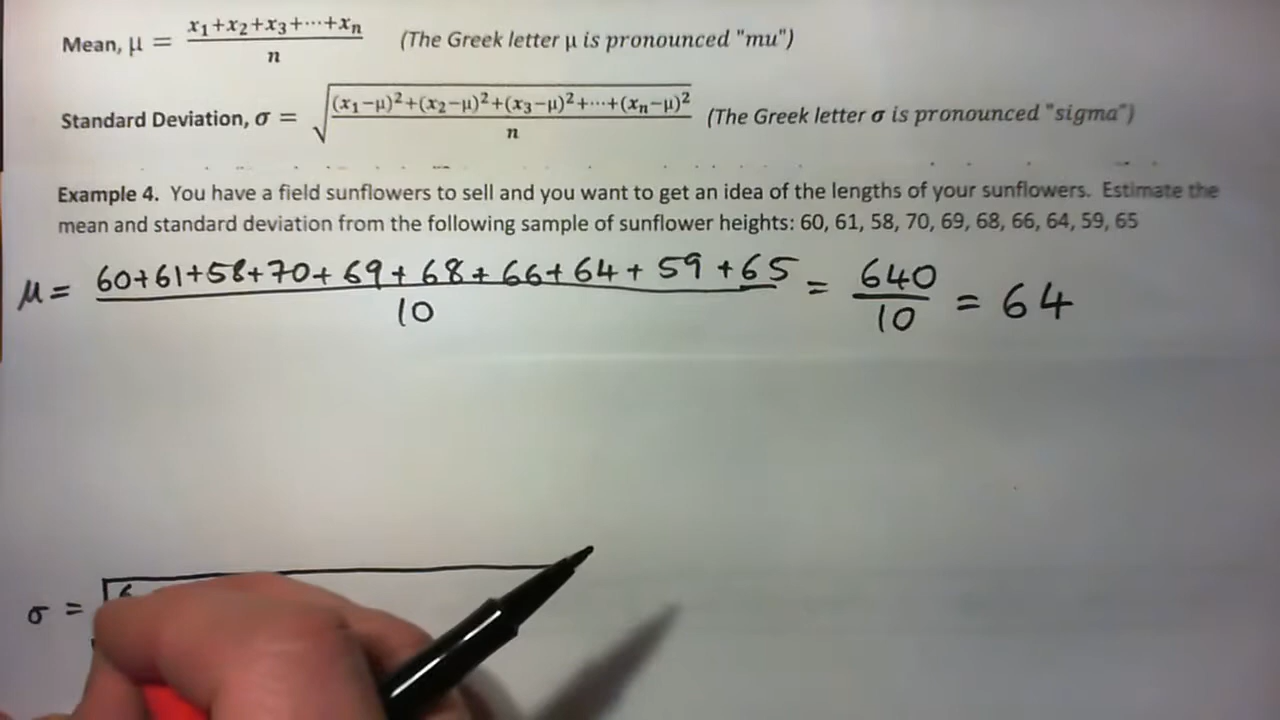 Mean, μ = x₁+x₂+x₃+⋯+xₙ / n (The Greek letter μ is pronounced "mu")
Standard Deviation, σ = √((x₁−μ)²+(x₂−μ)²+(x₃−μ)²+⋯+(xₙ−μ)² / n) (The Greek letter σ is pronounced "sigma")
Example 4. You have a field sunflowers to sell and you want to get an idea of the lengths of your sunflowers. Estimate the
mean and standard deviation from the following sample of sunflower heights: 60, 61, 58, 70, 69, 68, 66, 64, 59, 65
μ = 60+61+58+70+69+68+66+64+59+65 / 10 = 640 / 10 = 64
σ = √